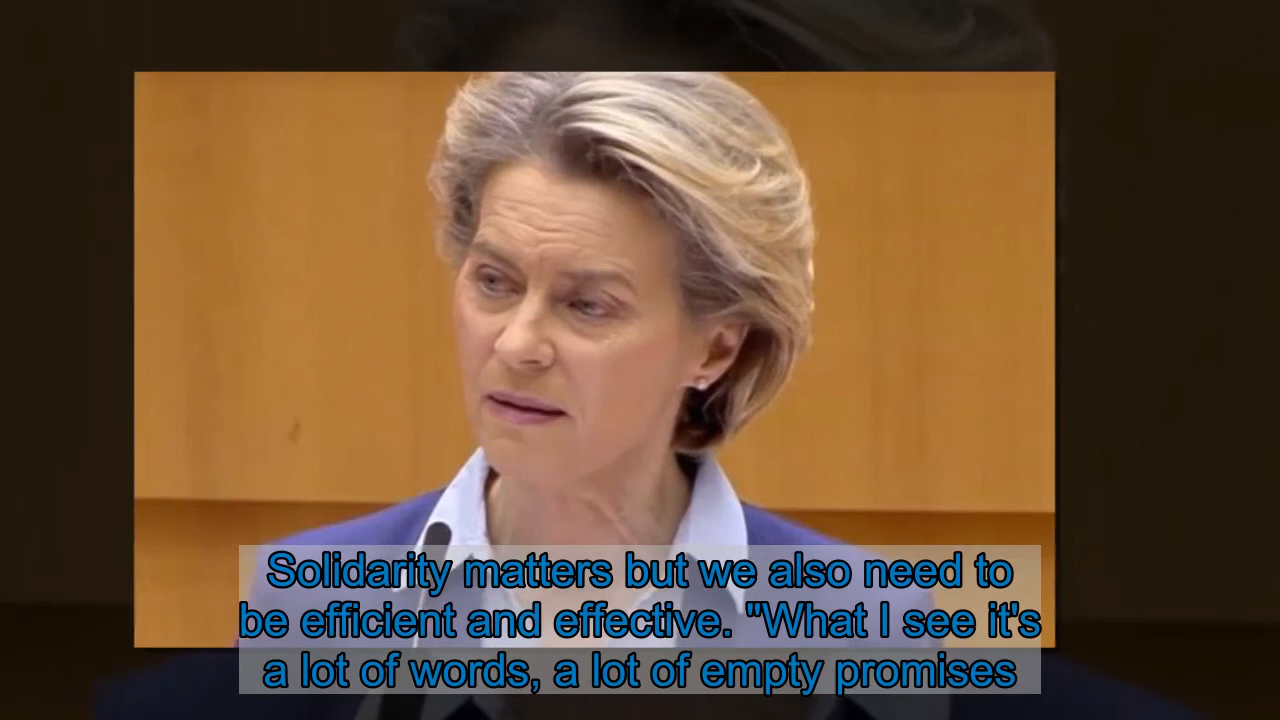 Solidarity matters but we also need to
be efficient and effective. "What I see it's
a lot of words, a lot of empty promises